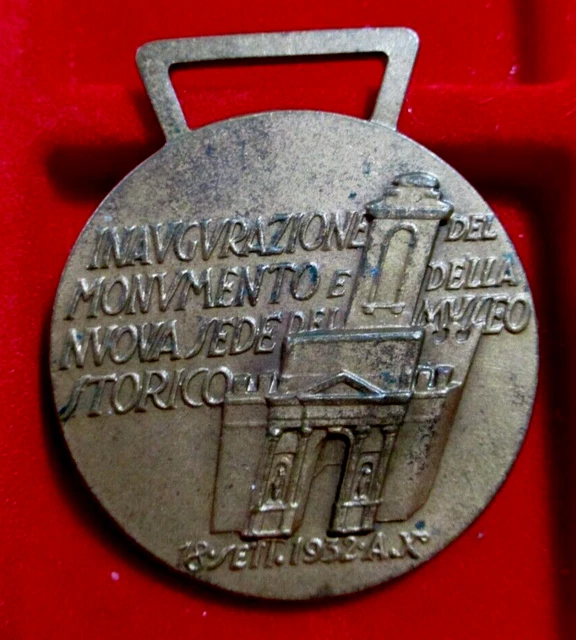 INAVGVRAZIONE DEL
MONVMENTO E DELLA
NVOVA SEDE DEL MVSEO
STORICO
18 SETT. 1932 · A. X°